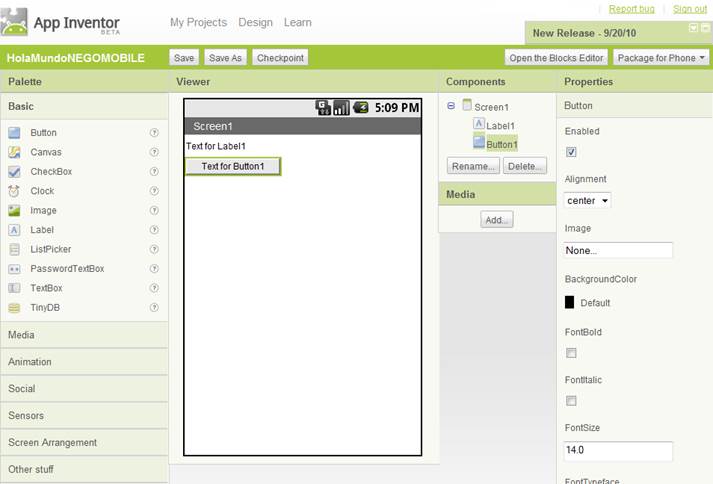 Report bug | Sign out
App Inventor
BETA
My Projects Design Learn
New Release - 9/20/10
HolaMundoNEGOMOBILE
Save
Save As
Checkpoint
Open the Blocks Editor
Package for Phone
Palette
Basic
Button
Canvas
CheckBox
Clock
Image
Label
ListPicker
PasswordTextBox
TextBox
TinyDB
Media
Animation
Social
Sensors
Screen Arrangement
Other stuff
Viewer
5:09 PM
Screen1
Text for Label1
Text for Button1
Components
Screen1
Label1
Button1
Rename...
Delete...
Media
Add...
Properties
Button
Enabled
Alignment
center
Image
None...
BackgroundColor
Default
FontBold
FontItalic
FontSize
14.0
FontTypeface